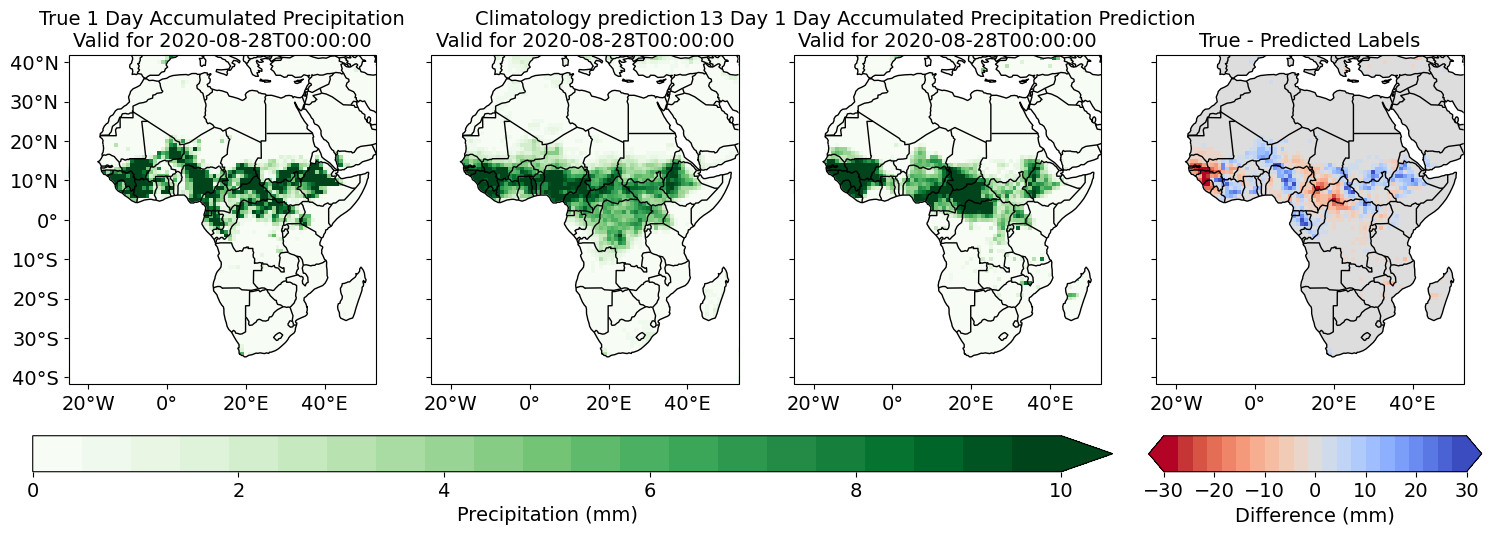 True 1 Day Accumulated Precipitation
Valid for 2020-08-28T00:00:00
Climatology prediction
Valid for 2020-08-28T00:00:00
13 Day 1 Day Accumulated Precipitation Prediction
Valid for 2020-08-28T00:00:00
True - Predicted Labels
40°N
30°N
20°N
10°N
0°
10°S
20°S
30°S
40°S
20°W 0° 20°E 40°E
20°W 0° 20°E 40°E
20°W 0° 20°E 40°E
20°W 0° 20°E 40°E
0 2 4 6 8 10
Precipitation (mm)
−30 −20 −10 0 10 20 30
Difference (mm)